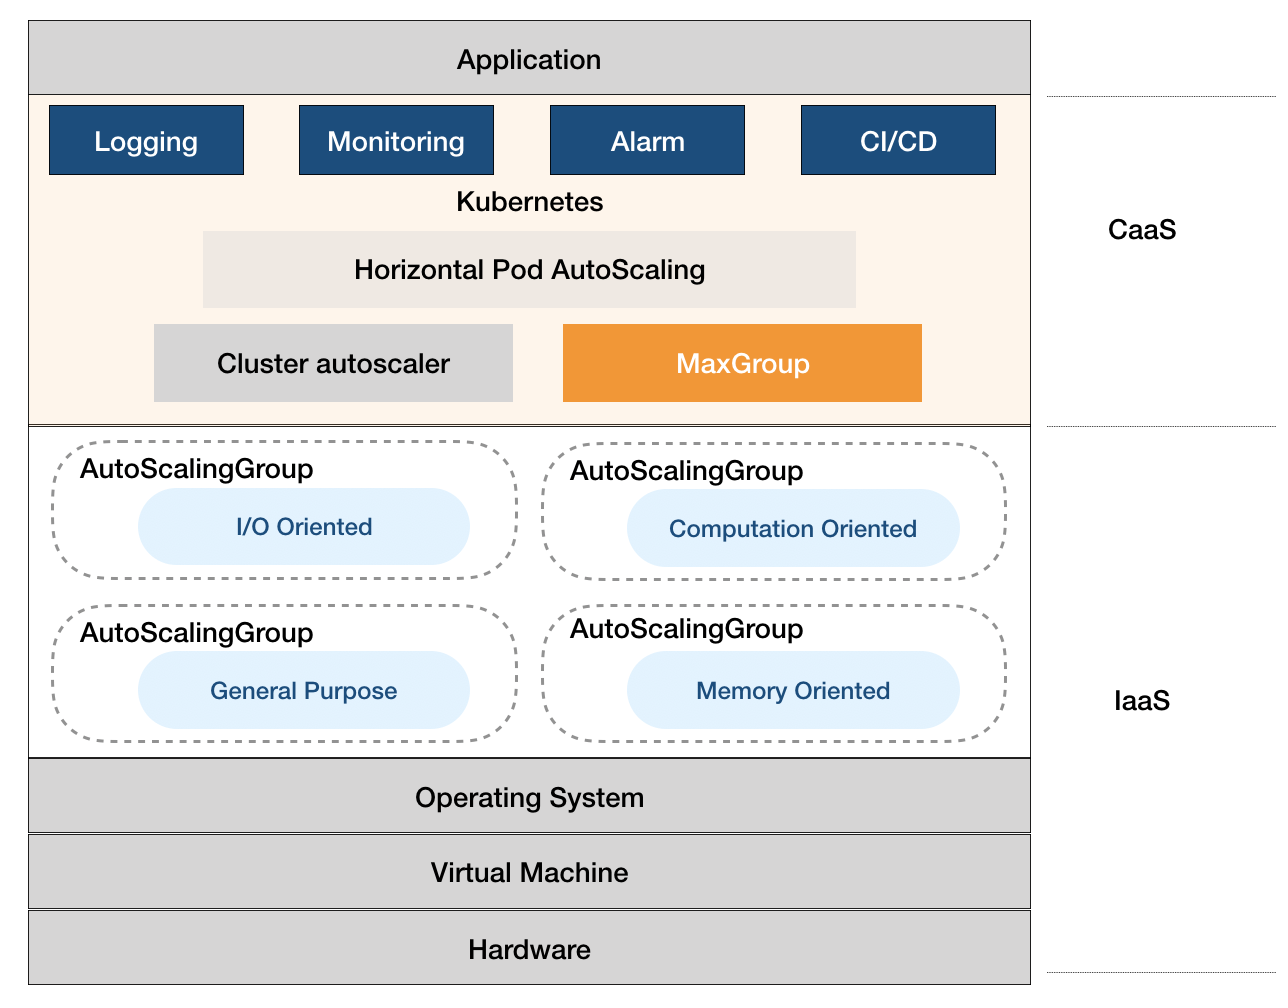 Application
Logging
Monitoring
Alarm
CI/CD
Kubernetes
CaaS
Horizontal Pod AutoScaling
Cluster autoscaler
MaxGroup
AutoScalingGroup
I/O Oriented
AutoScalingGroup
Computation Oriented
AutoScalingGroup
General Purpose
AutoScalingGroup
Memory Oriented
IaaS
Operating System
Virtual Machine
Hardware